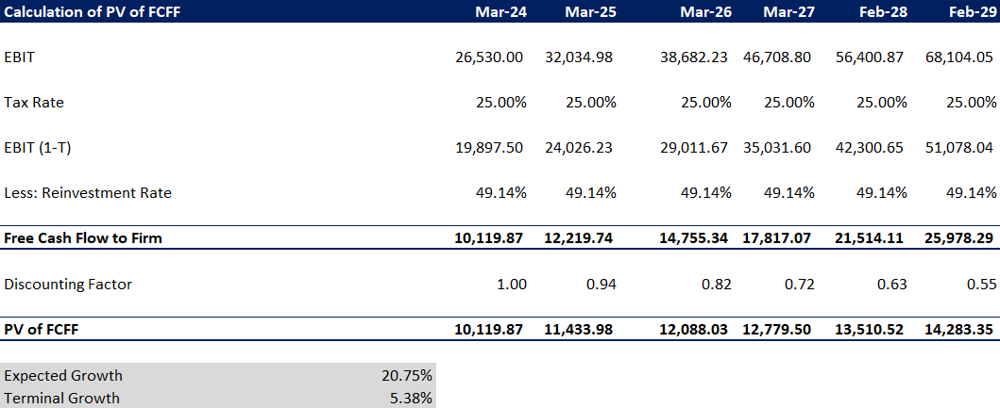 Calculation of PV of FCFF Mar-24 Mar-25 Mar-26 Mar-27 Feb-28 Feb-29
EBIT 26,530.00 32,034.98 38,682.23 46,708.80 56,400.87 68,104.05
Tax Rate 25.00% 25.00% 25.00% 25.00% 25.00% 25.00%
EBIT (1-T) 19,897.50 24,026.23 29,011.67 35,031.60 42,300.65 51,078.04
Less: Reinvestment Rate 49.14% 49.14% 49.14% 49.14% 49.14% 49.14%
Free Cash Flow to Firm 10,119.87 12,219.74 14,755.34 17,817.07 21,514.11 25,978.29
Discounting Factor 1.00 0.94 0.82 0.72 0.63 0.55
PV of FCFF 10,119.87 11,433.98 12,088.03 12,779.50 13,510.52 14,283.35
Expected Growth 20.75%
Terminal Growth 5.38%